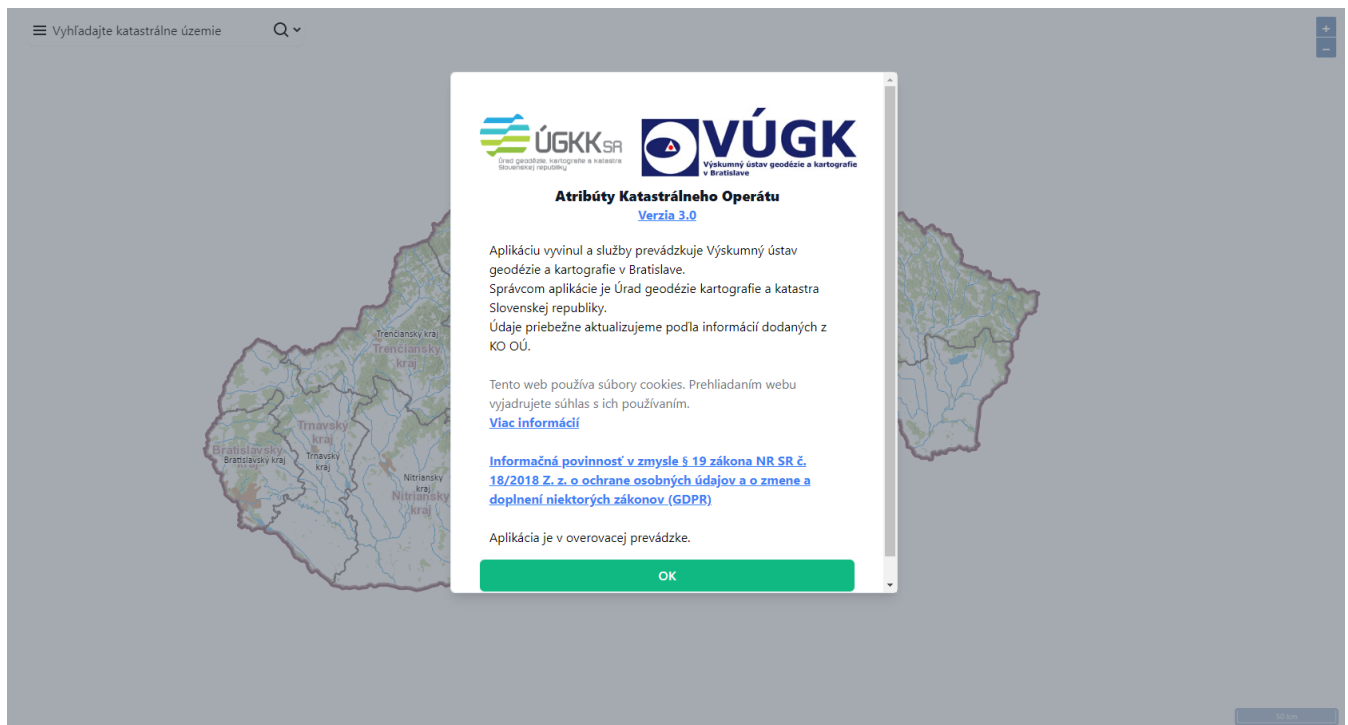 Vyhľadajte katastrálne územie
+
−
ÚGKK SR
Úrad geodézie, kartografie a katastra
Slovenskej republiky
VÚGK
Výskumný ústav geodézie a kartografie
v Bratislave
Atribúty Katastrálneho Operátu
Verzia 3.0
Aplikáciu vyvinul a služby prevádzkuje Výskumný ústav
geodézie a kartografie v Bratislave.
Správcom aplikácie je Úrad geodézie kartografie a katastra
Slovenskej republiky.
Údaje priebežne aktualizujeme podľa informácií dodaných z
KO OÚ.
Tento web používa súbory cookies. Prehliadaním webu
vyjadrujete súhlas s ich používaním.
Viac informácií
Informačná povinnosť v zmysle § 19 zákona NR SR č.
18/2018 Z. z. o ochrane osobných údajov a o zmene a
doplnení niektorých zákonov (GDPR)
Aplikácia je v overovacej prevádzke.
OK
Trenčiansky kraj
Trenčiansky
kraj
Trnavský
kraj
Bratislavský
Bratislavský kraj
Trnavský
kraj
Nitriansky
kraj
Nitriansky
kraj
50 km